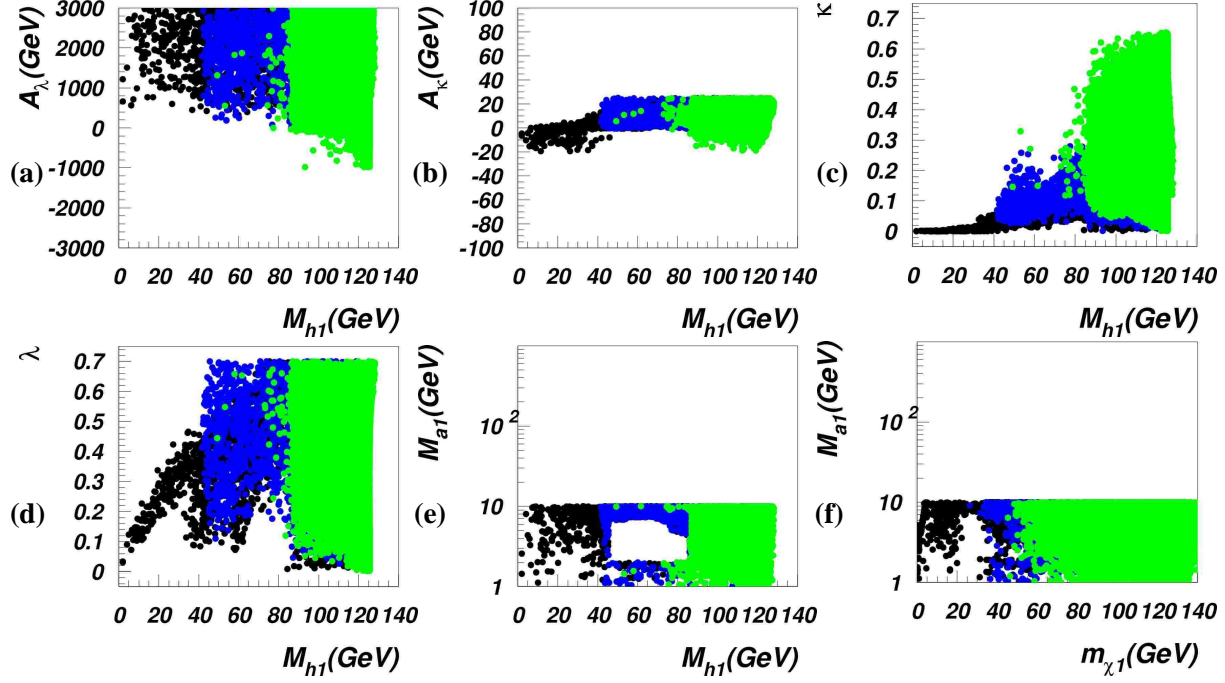 A_λ(GeV)
3000
2000
1000
0
-1000
-2000
-3000
(a)
0 20 40 60 80 100 120 140
M_h1(GeV)
A_κ(GeV)
100
80
60
40
20
0
-20
-40
-60
-80
-100
(b)
0 20 40 60 80 100 120 140
M_h1(GeV)
κ
0.7
0.6
0.5
0.4
0.3
0.2
0.1
0
(c)
0 20 40 60 80 100 120 140
M_h1(GeV)
λ
0.7
0.6
0.5
0.4
0.3
0.2
0.1
0
(d)
0 20 40 60 80 100 120 140
M_h1(GeV)
M_a1(GeV)
10^2
10
1
(e)
0 20 40 60 80 100 120 140
M_h1(GeV)
M_a1(GeV)
10^2
10
1
(f)
0 20 40 60 80 100 120 140
m_χ1(GeV)